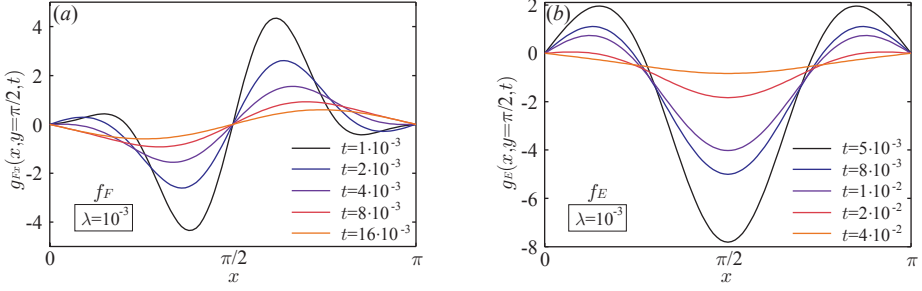 (a)
g_{Fx}(x,y=π/2,t)
4
2
0
-2
-4
f_F
λ=10^{-3}
t=1·10^{-3}
t=2·10^{-3}
t=4·10^{-3}
t=8·10^{-3}
t=16·10^{-3}
0
π/2
π
x
(b)
g_E(x,y=π/2,t)
2
0
-2
-4
-6
-8
f_E
λ=10^{-3}
t=5·10^{-3}
t=8·10^{-3}
t=1·10^{-2}
t=2·10^{-2}
t=4·10^{-2}
0
π/2
π
x